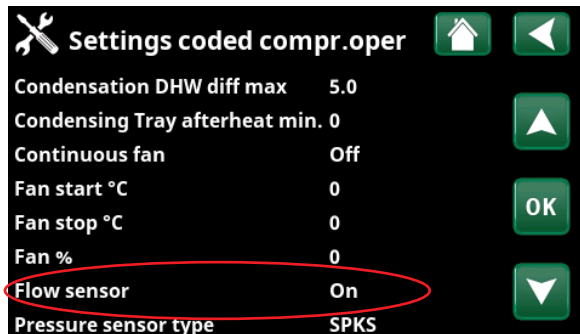 Settings coded compr.oper
Condensation DHW diff max 5.0
Condensing Tray afterheat min. 0
Continuous fan Off
Fan start °C 0
Fan stop °C 0
Fan % 0
OK
Flow sensor On
Pressure sensor type SPKS